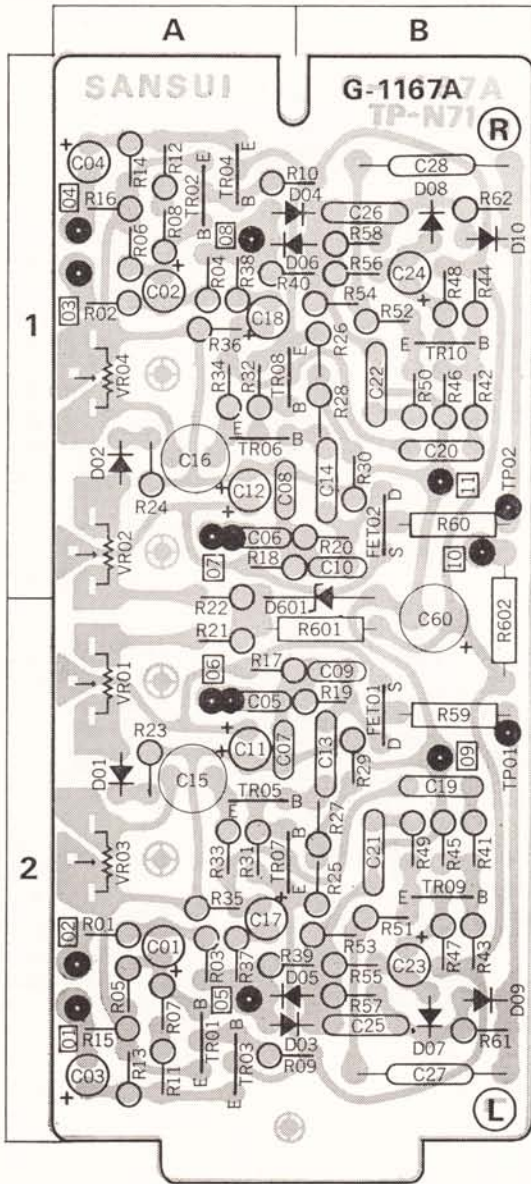 A B
SANSUI G-1167A
TP-N71
R
C04 R14 R12 TR02 E TR04 E R10 D04 C28 D08
04 R16 B B C26 R62 D10
R06 R08 08 R58
C02 R04 R38 D06 R56 C24 R48 R44
03 R02 R40 R54 R52
C18
1
R36 R26 E TR10 B
VR04 R34 R32 TR08 E B R28 C22 R50 R46 R42
E TR06 B C20
D02 C16 C12 C08 C14 R30 11 TP02
R24 FET02 D S R60
C06 R20
VR02 07 R18 C10 10
R22 D601 C60 R602
R21 R601
06 R17 C09
VR01 C05 R19 FET01 S D R59
R23 C11 C07 C13 R29 09 TP01
D01 C15 C19
TR05 E B
2
R33 R31 TR07 B E R27 C21 R49 R45 R41
VR03 R25 E TR09 B
R35 C17 R51
02 R01 C01 R03 R37 R39 R53 C23 R47 R43
R05 R07 05 D05 R55 D09
01 R15 TR01 B E TR03 B E R57
C25 D07 R61
C03 R13 R11 D03 R09 C27
L